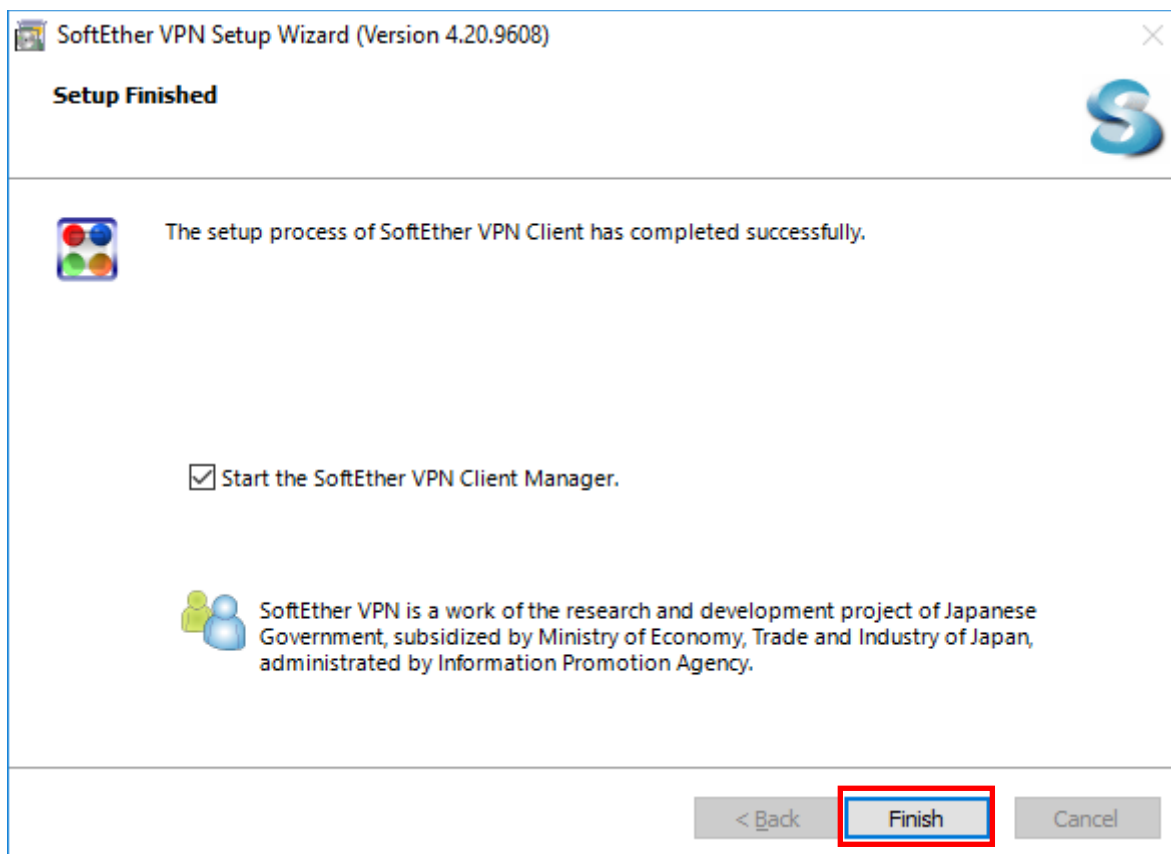 SoftEther VPN Setup Wizard (Version 4.20.9608)
Setup Finished
The setup process of SoftEther VPN Client has completed successfully.
Start the SoftEther VPN Client Manager.
SoftEther VPN is a work of the research and development project of Japanese
Government, subsidized by Ministry of Economy, Trade and Industry of Japan,
administrated by Information Promotion Agency.
< Back
Finish
Cancel